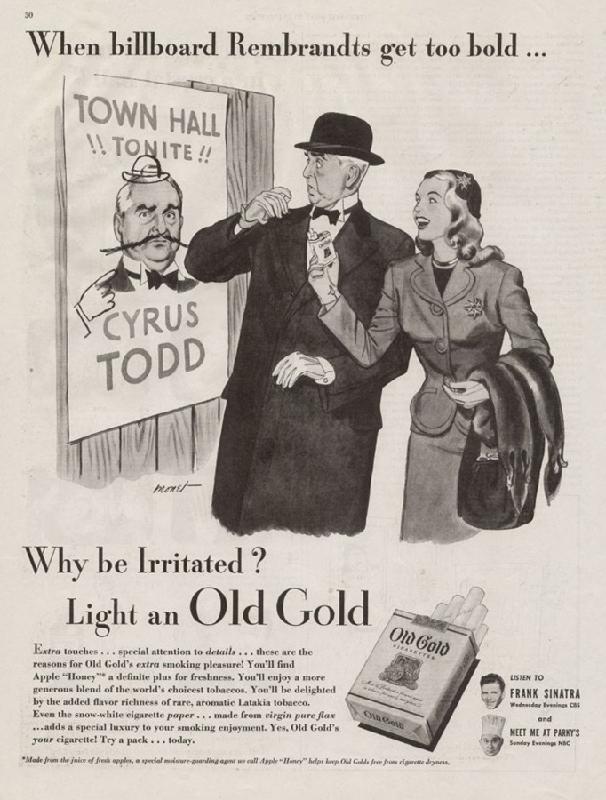 30
When billboard Rembrandts get too bold ...
TOWN HALL
!! TONITE !!
CYRUS
TODD
Why be Irritated?
Light an Old Gold
Extra touches . . . special attention to details . . . these are the
reasons for Old Gold's extra smoking pleasure! You'll find
Apple "Honey"* a definite plus for freshness. You'll enjoy a more
generous blend of the world's choicest tobaccos. You'll be delighted
by the added flavor richness of rare, aromatic Latakia tobacco.
Even the snow-white cigarette paper . . . made from virgin pure flax
...adds a special luxury to your smoking enjoyment. Yes, Old Gold's
your cigarette! Try a pack . . . today.
Old Gold
CIGARETTES
Old Gold
LISTEN TO
FRANK SINATRA
Wednesday Evenings CBS
and
MEET ME AT PARKY'S
Sunday Evenings NBC
*Made from the juice of fresh apples, a special moisture-guarding agent we call Apple "Honey" helps keep Old Golds free from cigarette dryness.